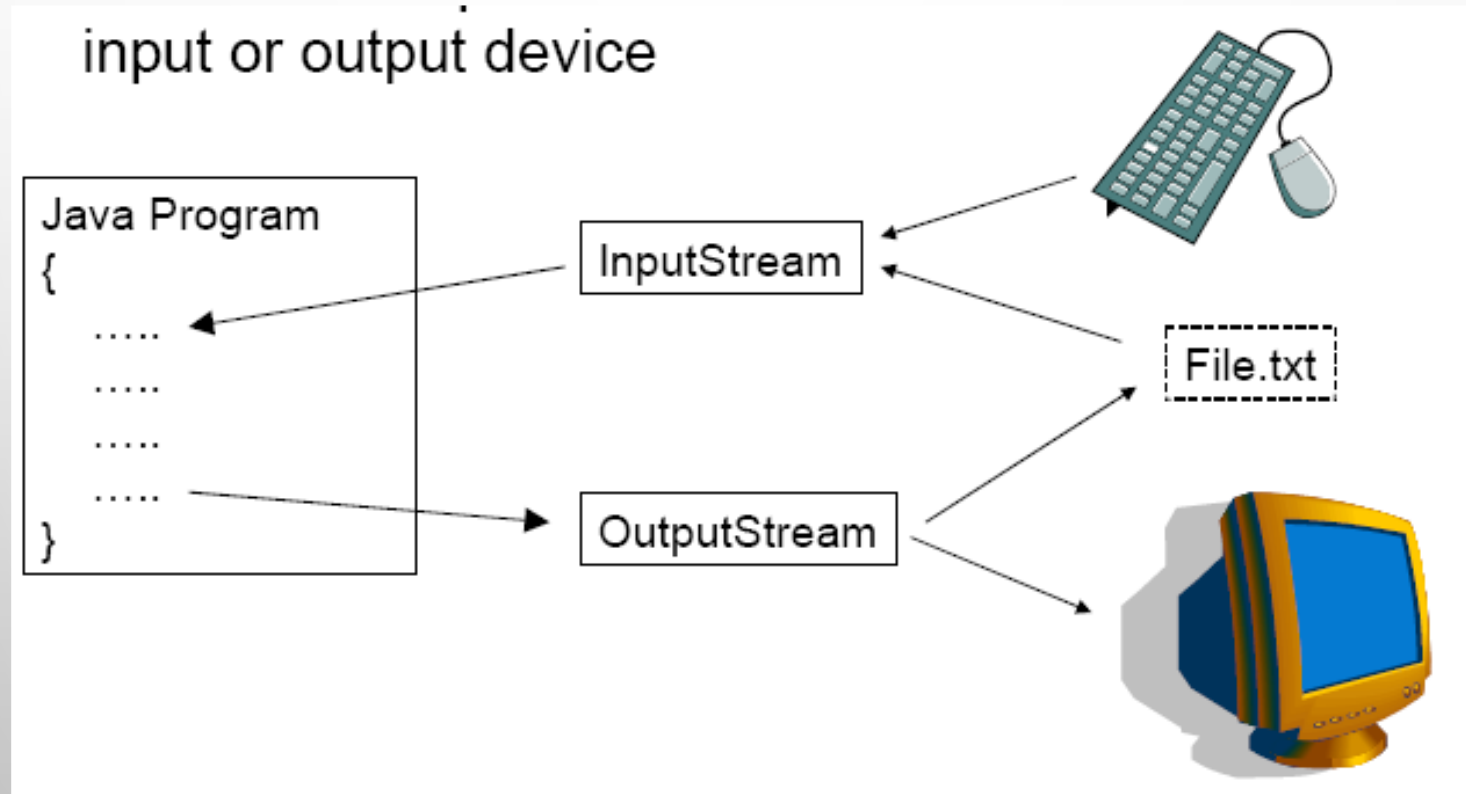 input or output device
Java Program
{
.....
.....
.....
.....
}
InputStream
OutputStream
File.txt